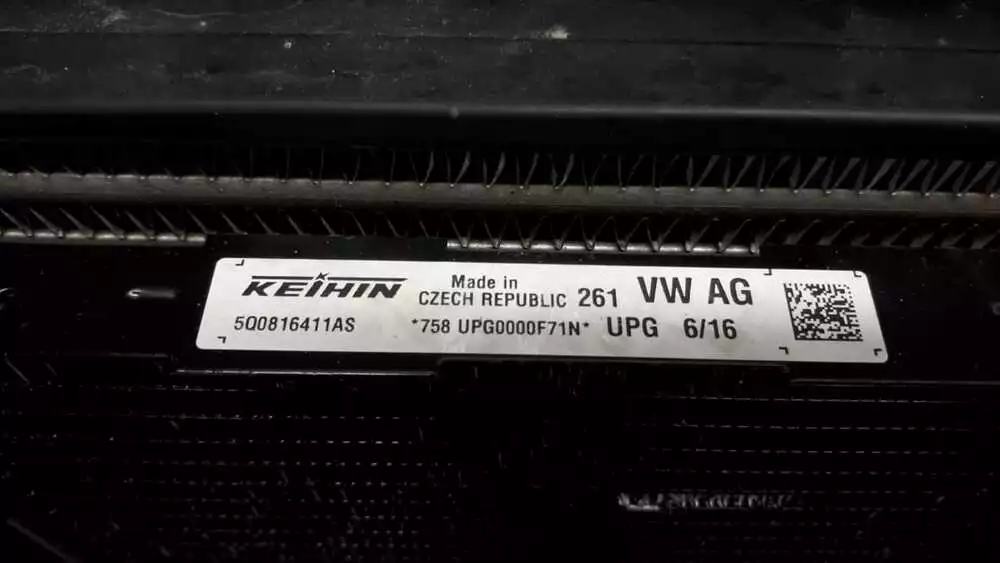 KEIHIN Made in CZECH REPUBLIC 261 VW AG
5Q0816411AS *758 UPG0000F71N* UPG 6/16